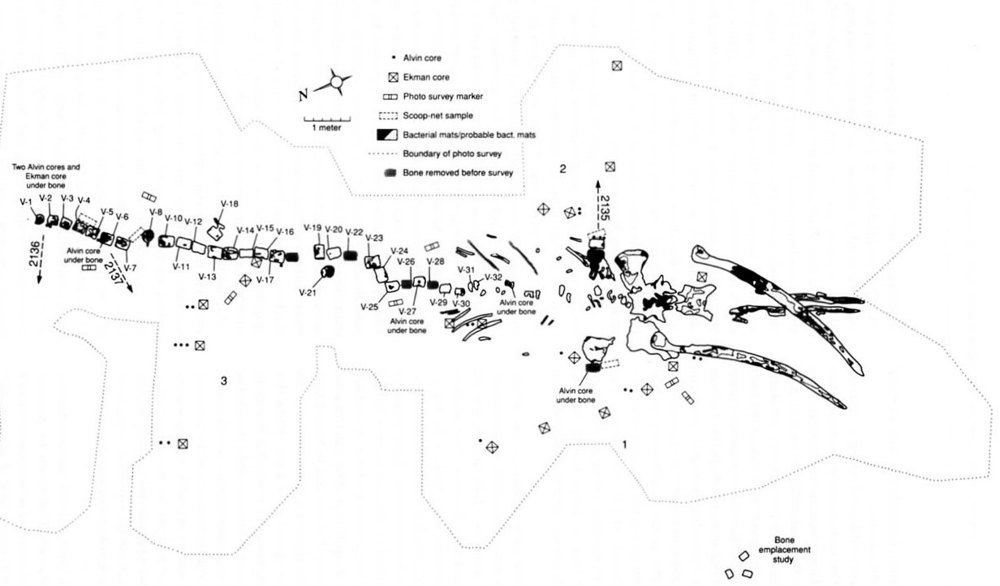 Alvin core
Ekman core
Photo survey marker
Scoop-net sample
Bacterial mats/probable bact. mats
Boundary of photo survey
Bone removed before survey
N
1 meter
Two Alvin cores and
Ekman core
under bone
V-1
V-2
V-3
V-4
V-5
V-6
V-7
V-8
V-10
V-11
V-12
V-13
V-14
V-15
V-16
V-17
V-18
V-19
V-20
V-21
V-22
V-23
V-24
V-25
V-26
V-27
V-28
V-29
V-30
V-31
V-32
2136
Alvin core
under bone
2137
2135
2
Alvin core
under bone
Alvin core
under bone
3
Alvin core
under bone
1
Bone
emplacement
study